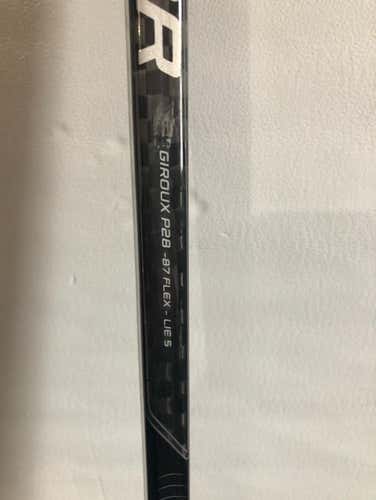 R
GIROUX P28 -87 FLEX - LIE 5